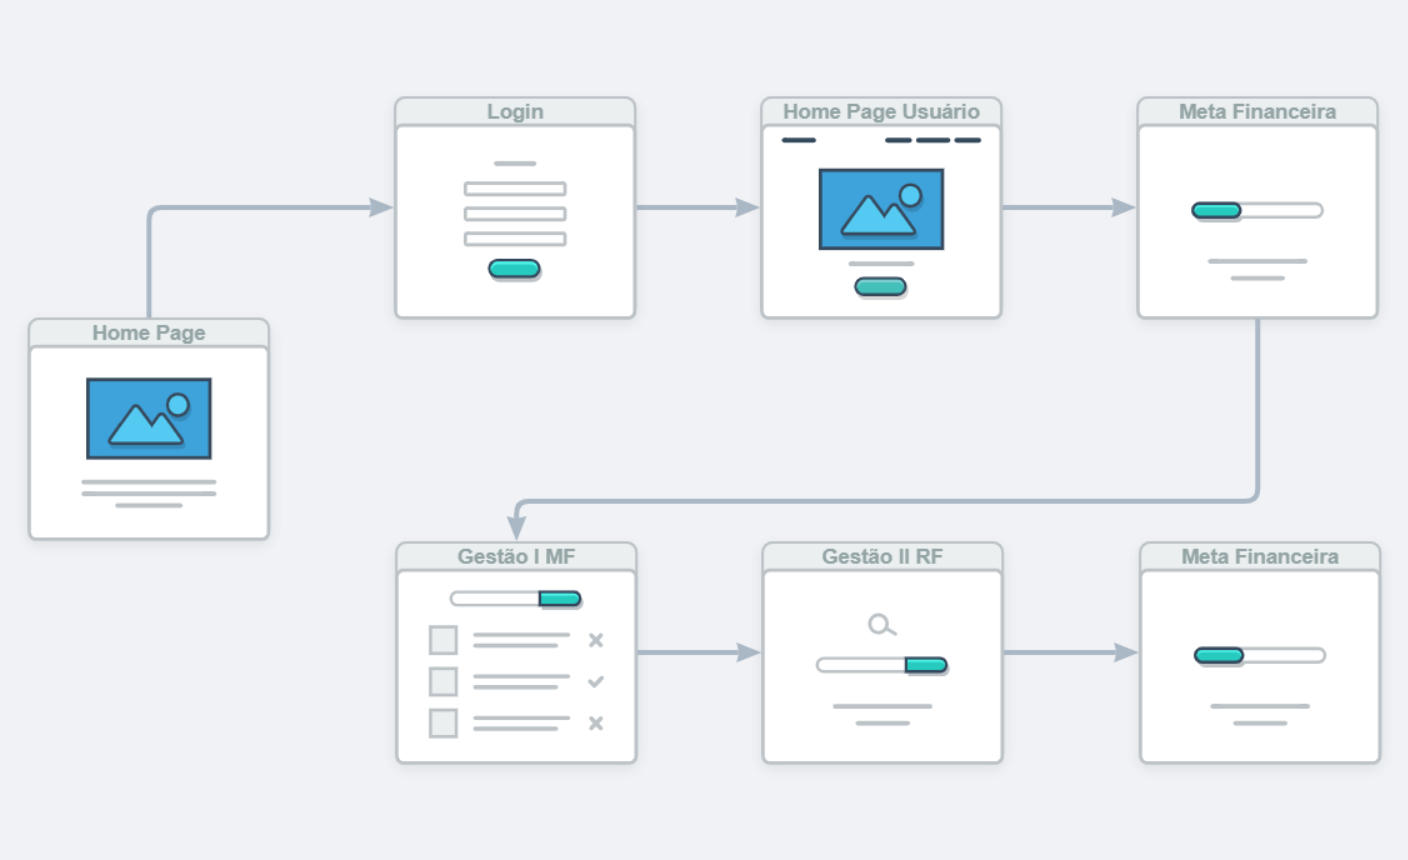 Login
Home Page Usuário
Meta Financeira
Home Page
Gestão I MF
Gestão II RF
Meta Financeira